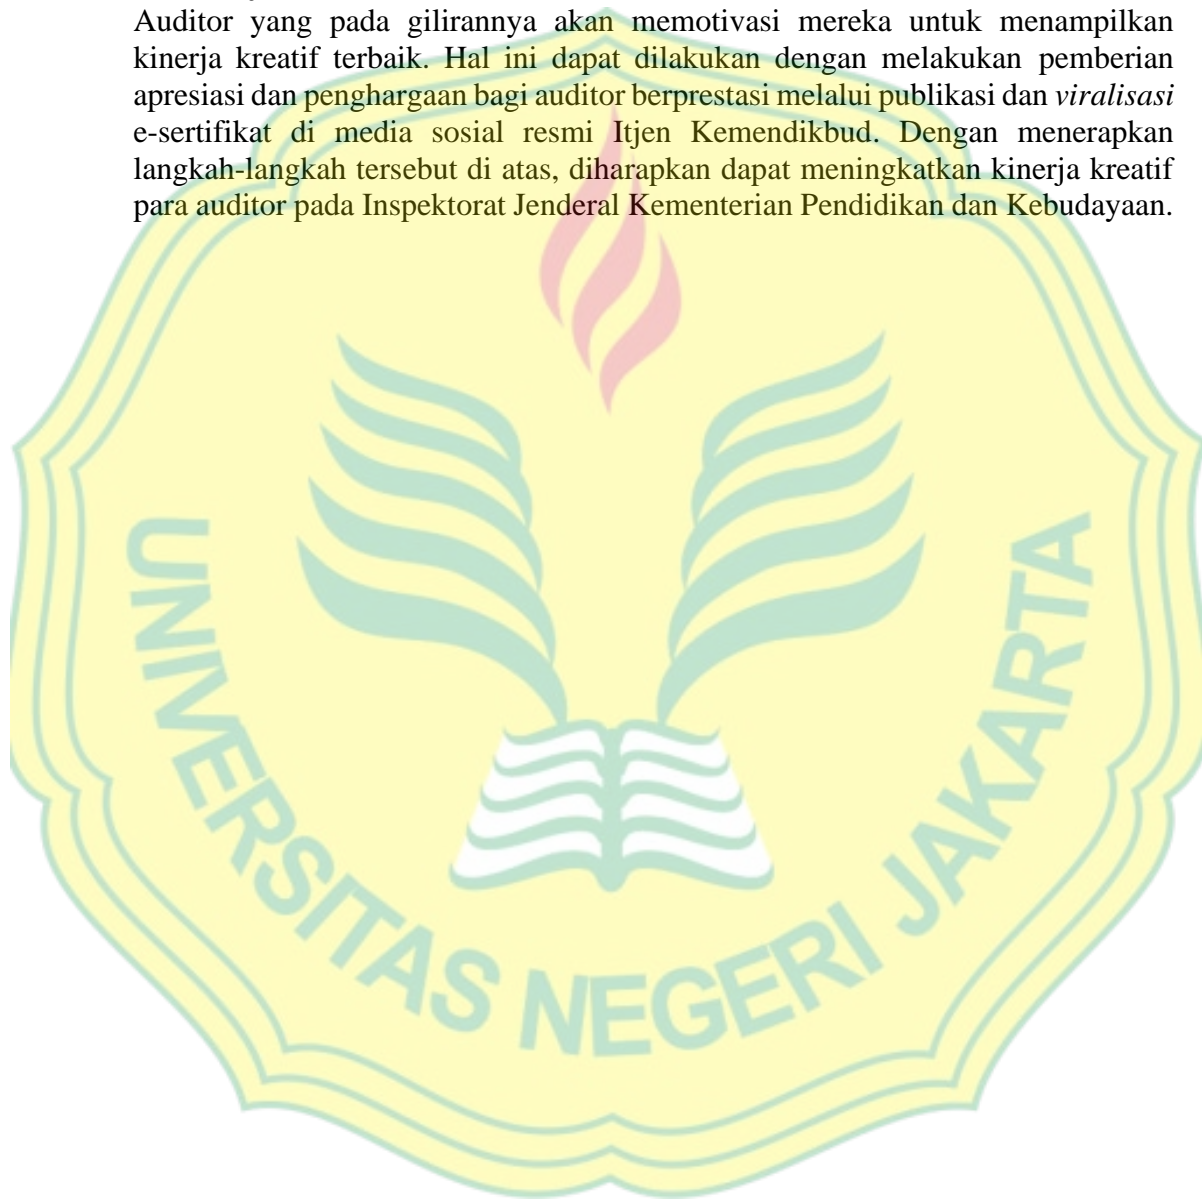 Auditor yang pada gilirannya akan memotivasi mereka untuk menampilkan
kinerja kreatif terbaik. Hal ini dapat dilakukan dengan melakukan pemberian
apresiasi dan penghargaan bagi auditor berprestasi melalui publikasi dan viralisasi
e-sertifikat di media sosial resmi Itjen Kemendikbud. Dengan menerapkan
langkah-langkah tersebut di atas, diharapkan dapat meningkatkan kinerja kreatif
para auditor pada Inspektorat Jenderal Kementerian Pendidikan dan Kebudayaan.
UNIVERSITAS NEGERI JAKARTA